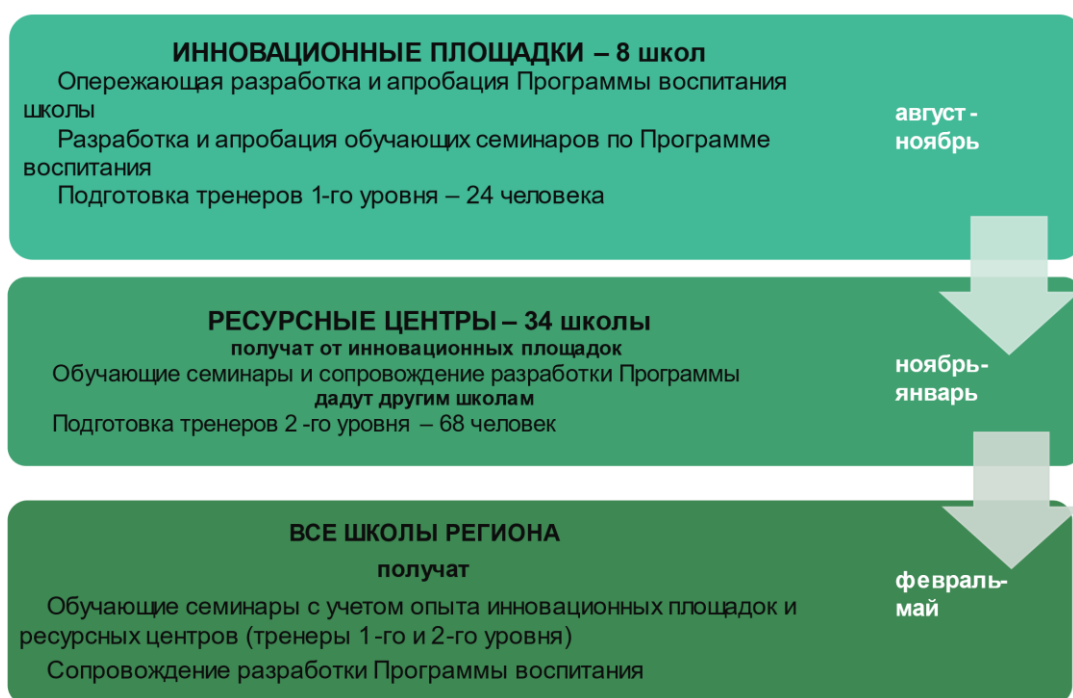 ИННОВАЦИОННЫЕ ПЛОЩАДКИ – 8 школ
Опережающая разработка и апробация Программы воспитания
школы
Разработка и апробация обучающих семинаров по Программе
воспитания
Подготовка тренеров 1-го уровня – 24 человека
август -
ноябрь
РЕСУРСНЫЕ ЦЕНТРЫ – 34 школы
получат от инновационных площадок
Обучающие семинары и сопровождение разработки Программы
дадут другим школам
Подготовка тренеров 2 -го уровня – 68 человек
ноябрь-
январь
ВСЕ ШКОЛЫ РЕГИОНА
получат
Обучающие семинары с учетом опыта инновационных площадок и
ресурсных центров (тренеры 1 -го и 2-го уровня)
Сопровождение разработки Программы воспитания
февраль-
май